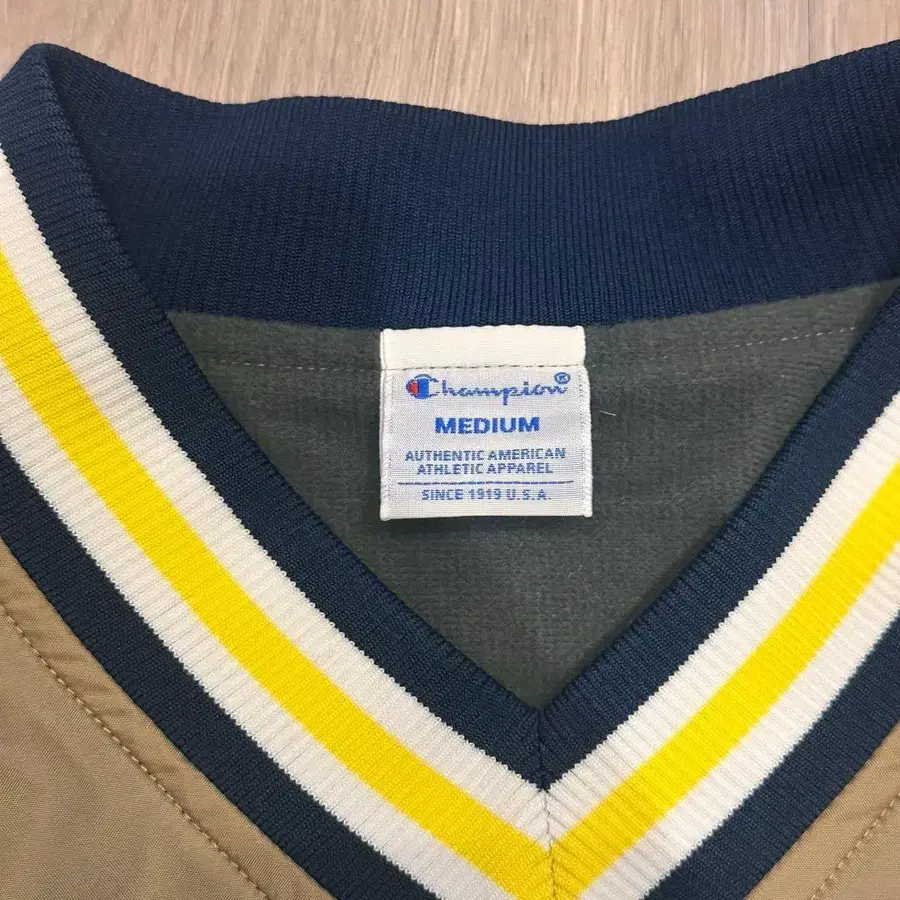 Champion®
MEDIUM
AUTHENTIC AMERICAN
ATHLETIC APPAREL
SINCE 1919 U.S.A.